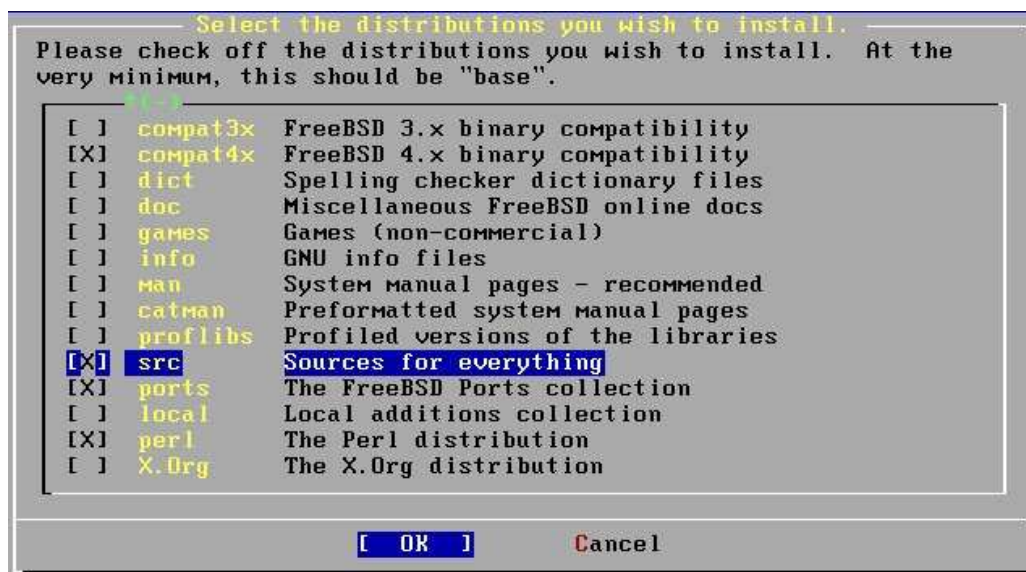 Select the distributions you wish to install.
Please check off the distributions you wish to install.  At the
very minimum, this should be "base".
↑(-)
[ ]  compat3x  FreeBSD 3.x binary compatibility
[X]  compat4x  FreeBSD 4.x binary compatibility
[ ]  dict      Spelling checker dictionary files
[ ]  doc       Miscellaneous FreeBSD online docs
[ ]  games     Games (non-commercial)
[ ]  info      GNU info files
[ ]  man       System manual pages - recommended
[ ]  catman    Preformatted system manual pages
[ ]  proflibs  Profiled versions of the libraries
[X]  src       Sources for everything
[X]  ports     The FreeBSD Ports collection
[ ]  local     Local additions collection
[X]  perl      The Perl distribution
[ ]  X.Org     The X.Org distribution
[  OK  ]       Cancel